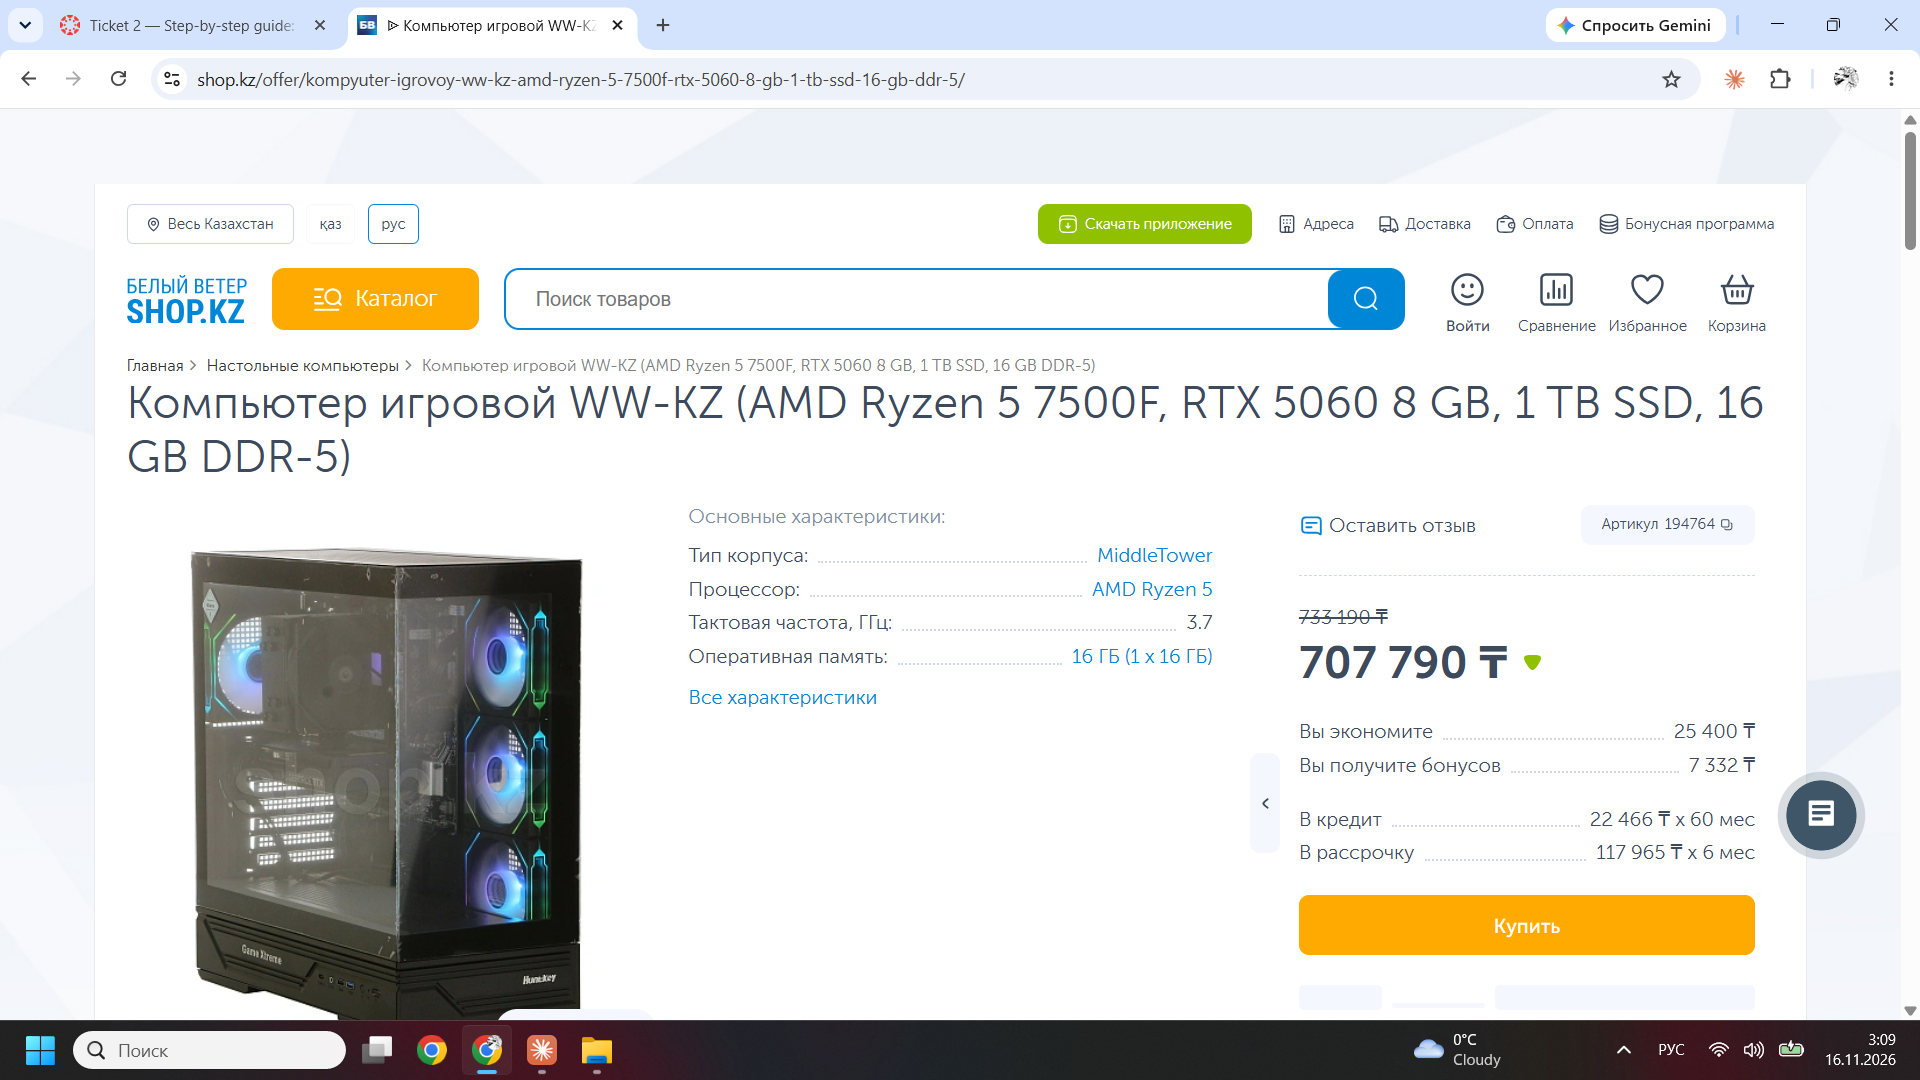 Ticket 2 — Step-by-step guide:
БВ
Компьютер игровой WW-KZ
Спросить Gemini
shop.kz/offer/kompyuter-igrovoy-ww-kz-amd-ryzen-5-7500f-rtx-5060-8-gb-1-tb-ssd-16-gb-ddr-5/
Весь Казахстан
қаз
рус
Скачать приложение
Адреса
Доставка
Оплата
Бонусная программа
БЕЛЫЙ ВЕТЕР
SHOP.KZ
Каталог
Поиск товаров
Войти
Сравнение
Избранное
Корзина
Главная > Настольные компьютеры > Компьютер игровой WW-KZ (AMD Ryzen 5 7500F, RTX 5060 8 GB, 1 TB SSD, 16 GB DDR-5)
Компьютер игровой WW-KZ (AMD Ryzen 5 7500F, RTX 5060 8 GB, 1 TB SSD, 16
GB DDR-5)
Основные характеристики:
Тип корпуса: MiddleTower
Процессор: AMD Ryzen 5
Тактовая частота, ГГц: 3.7
Оперативная память: 16 ГБ (1 x 16 ГБ)
Все характеристики
shop.kz
Game Xtreme
Humekey
Оставить отзыв
Артикул 194764
733 190 ₸
707 790 ₸
Вы экономите 25 400 ₸
Вы получите бонусов 7 332 ₸
В кредит 22 466 ₸ x 60 мес
В рассрочку 117 965 ₸ x 6 мес
Купить
Поиск
0°C
Cloudy
РУС
3:09
16.11.2026